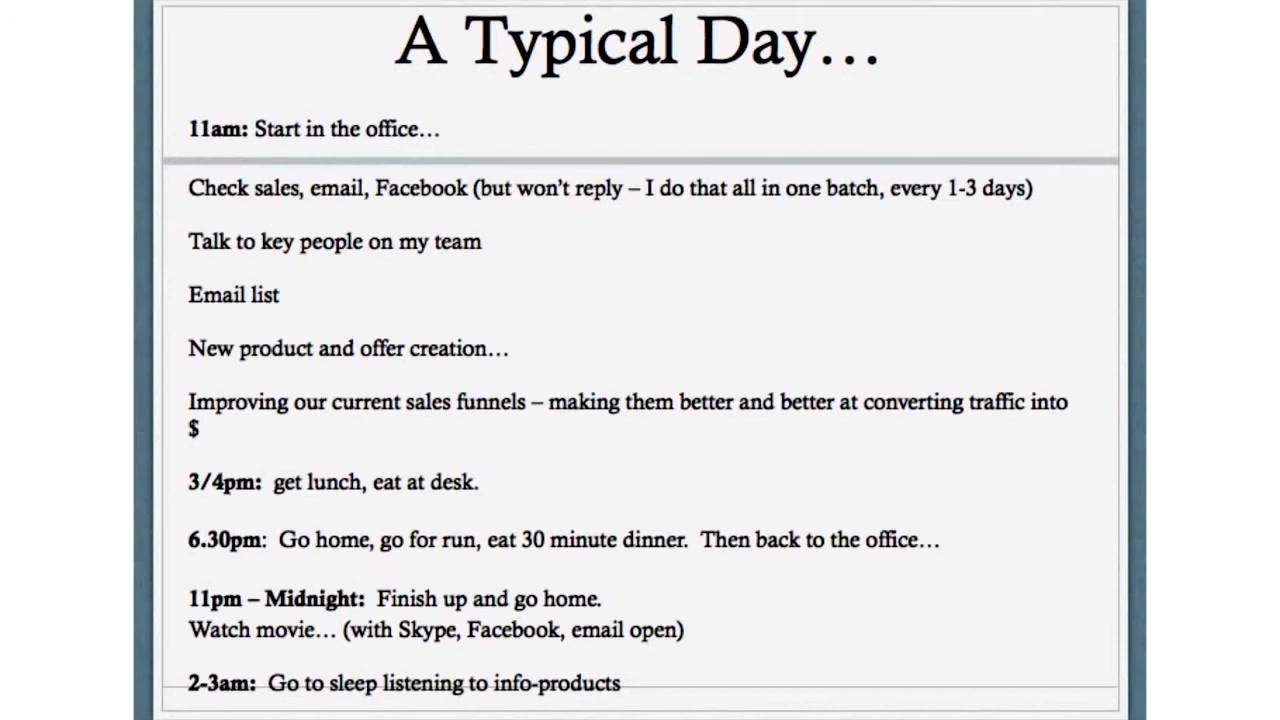 A Typical Day…
11am: Start in the office…
Check sales, email, Facebook (but won’t reply – I do that all in one batch, every 1-3 days)
Talk to key people on my team
Email list
New product and offer creation…
Improving our current sales funnels – making them better and better at converting traffic into
$
3/4pm:  get lunch, eat at desk.
6.30pm:  Go home, go for run, eat 30 minute dinner.  Then back to the office…
11pm – Midnight:  Finish up and go home.
Watch movie… (with Skype, Facebook, email open)
2-3am:  Go to sleep listening to info-products